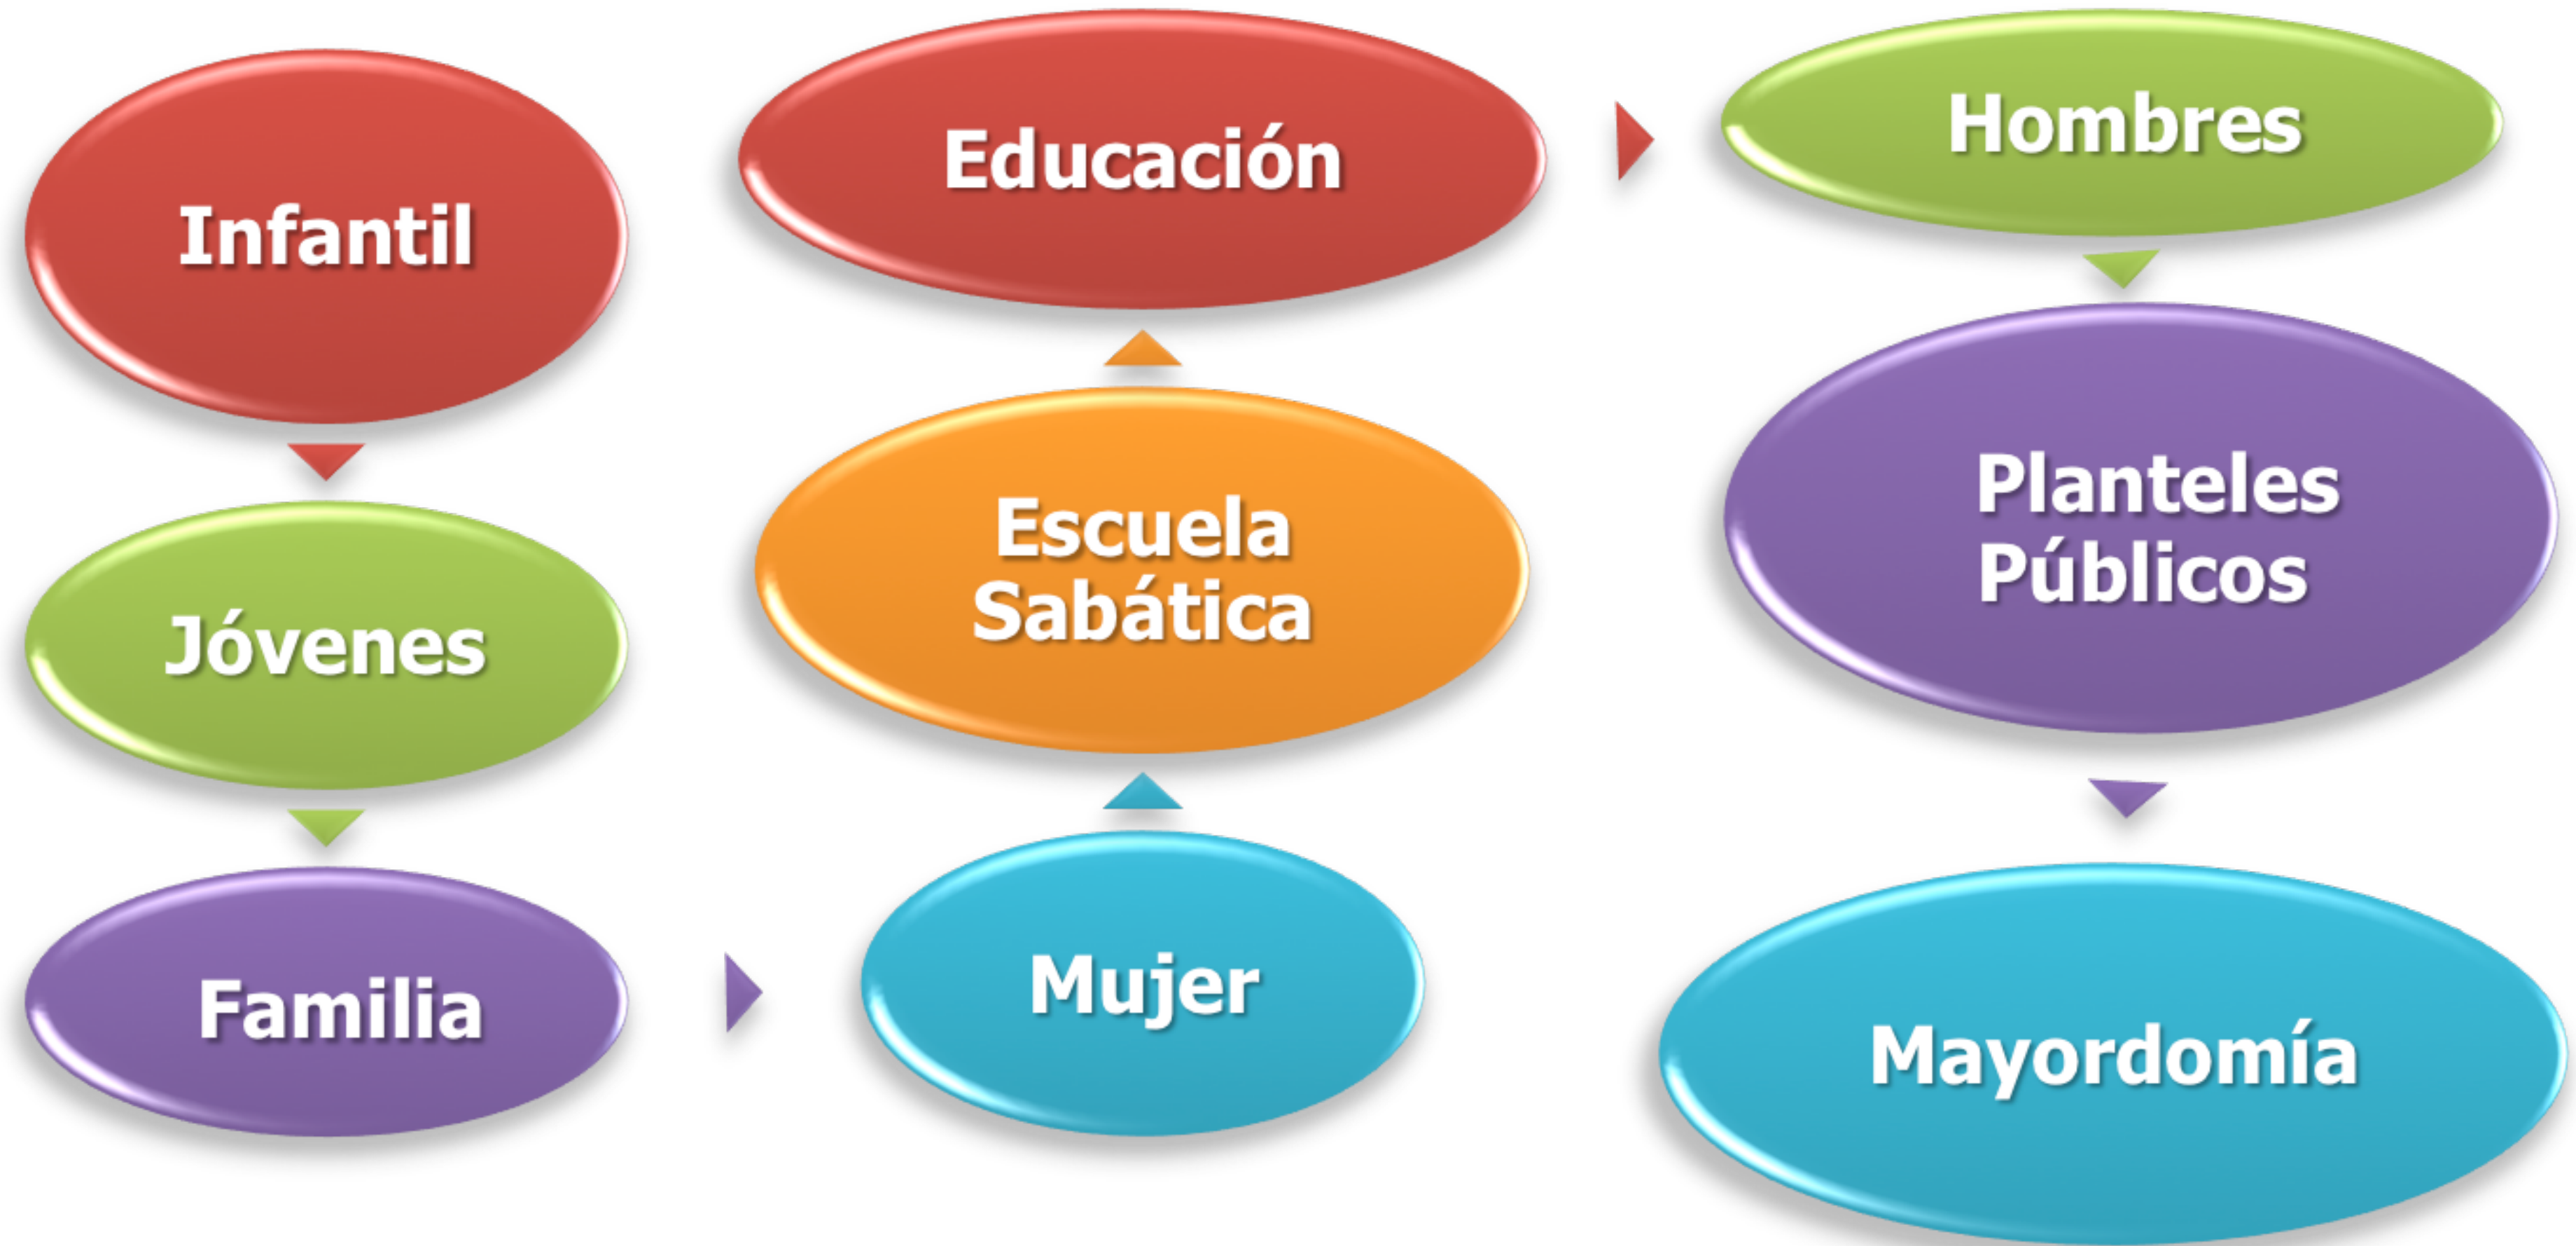 Infantil
Jóvenes
Familia
Mujer
Escuela
Sabática
Educación
Hombres
Planteles
Públicos
Mayordomía